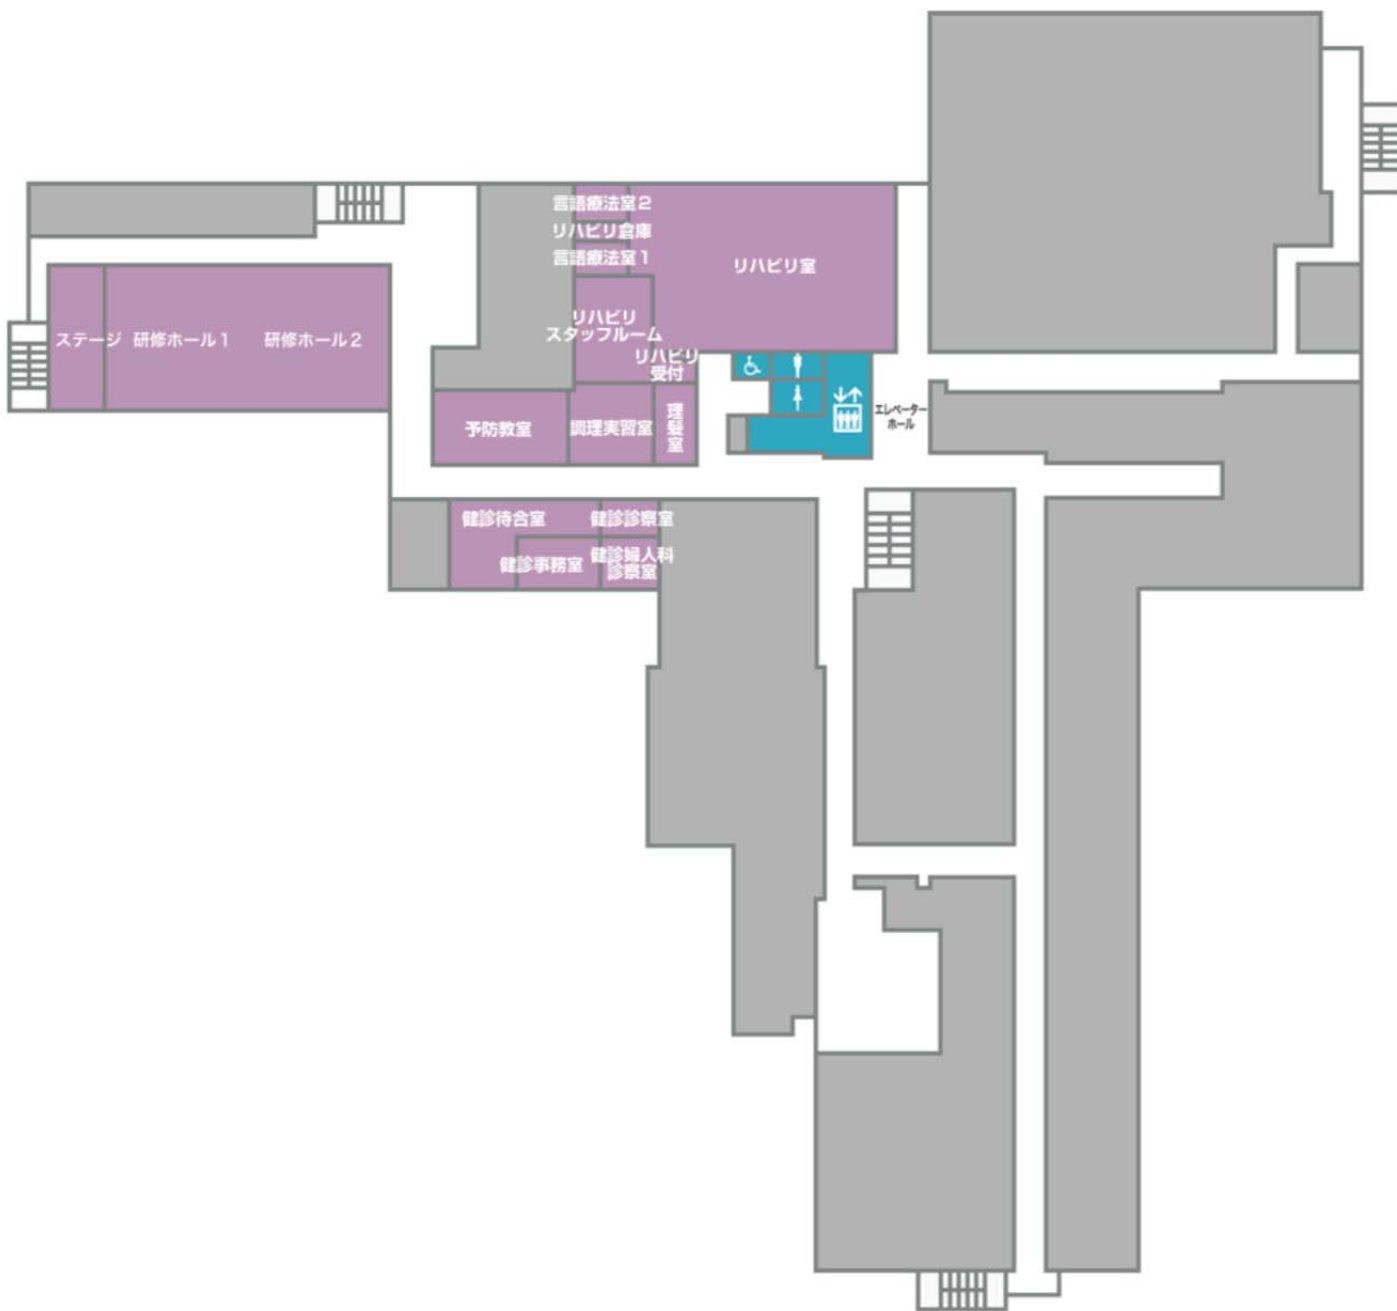 言語療法室2
リハビリ倉庫
言語療法室1
リハビリ室
リハビリ
スタッフルーム
リハビリ
受付
ステージ
研修ホール1
研修ホール2
エレベーター
ホール
予防教室
調理実習室
理髪室
健診待合室
健診診察室
健診事務室
健診婦人科
診察室